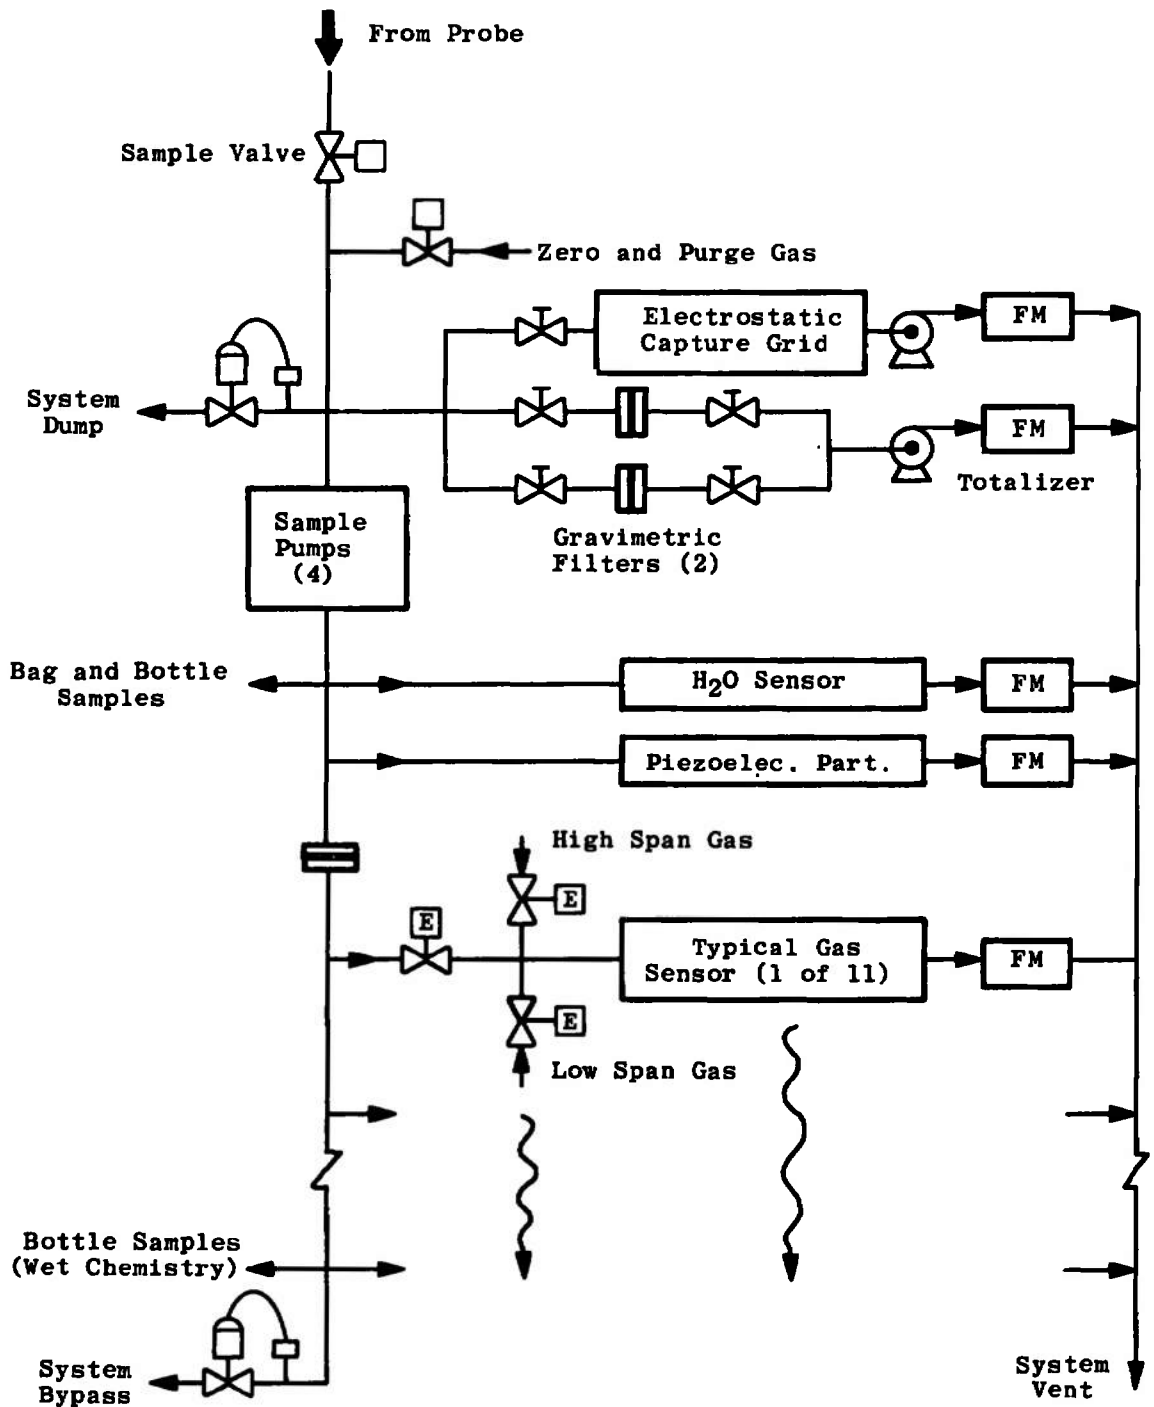 From Probe
Sample Valve
Zero and Purge Gas
Electrostatic
Capture Grid
FM
System
Dump
FM
Totalizer
Sample
Pumps
(4)
Gravimetric
Filters (2)
Bag and Bottle
Samples
H2O Sensor
FM
Piezoelec. Part.
FM
High Span Gas
E
E
Typical Gas
Sensor (1 of 11)
FM
E
Low Span Gas
Bottle Samples
(Wet Chemistry)
System
Bypass
System
Vent